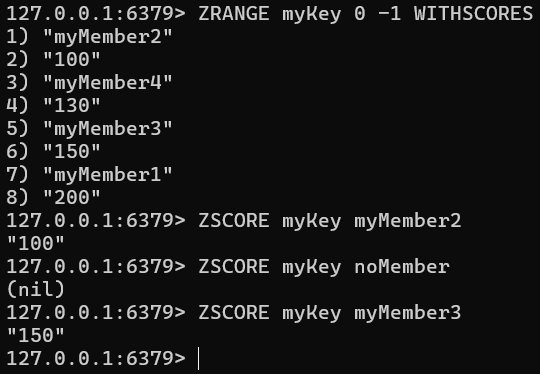 127.0.0.1:6379> ZRANGE myKey 0 -1 WITHSCORES
1) "myMember2"
2) "100"
3) "myMember4"
4) "130"
5) "myMember3"
6) "150"
7) "myMember1"
8) "200"
127.0.0.1:6379> ZSCORE myKey myMember2
"100"
127.0.0.1:6379> ZSCORE myKey noMember
(nil)
127.0.0.1:6379> ZSCORE myKey myMember3
"150"
127.0.0.1:6379>